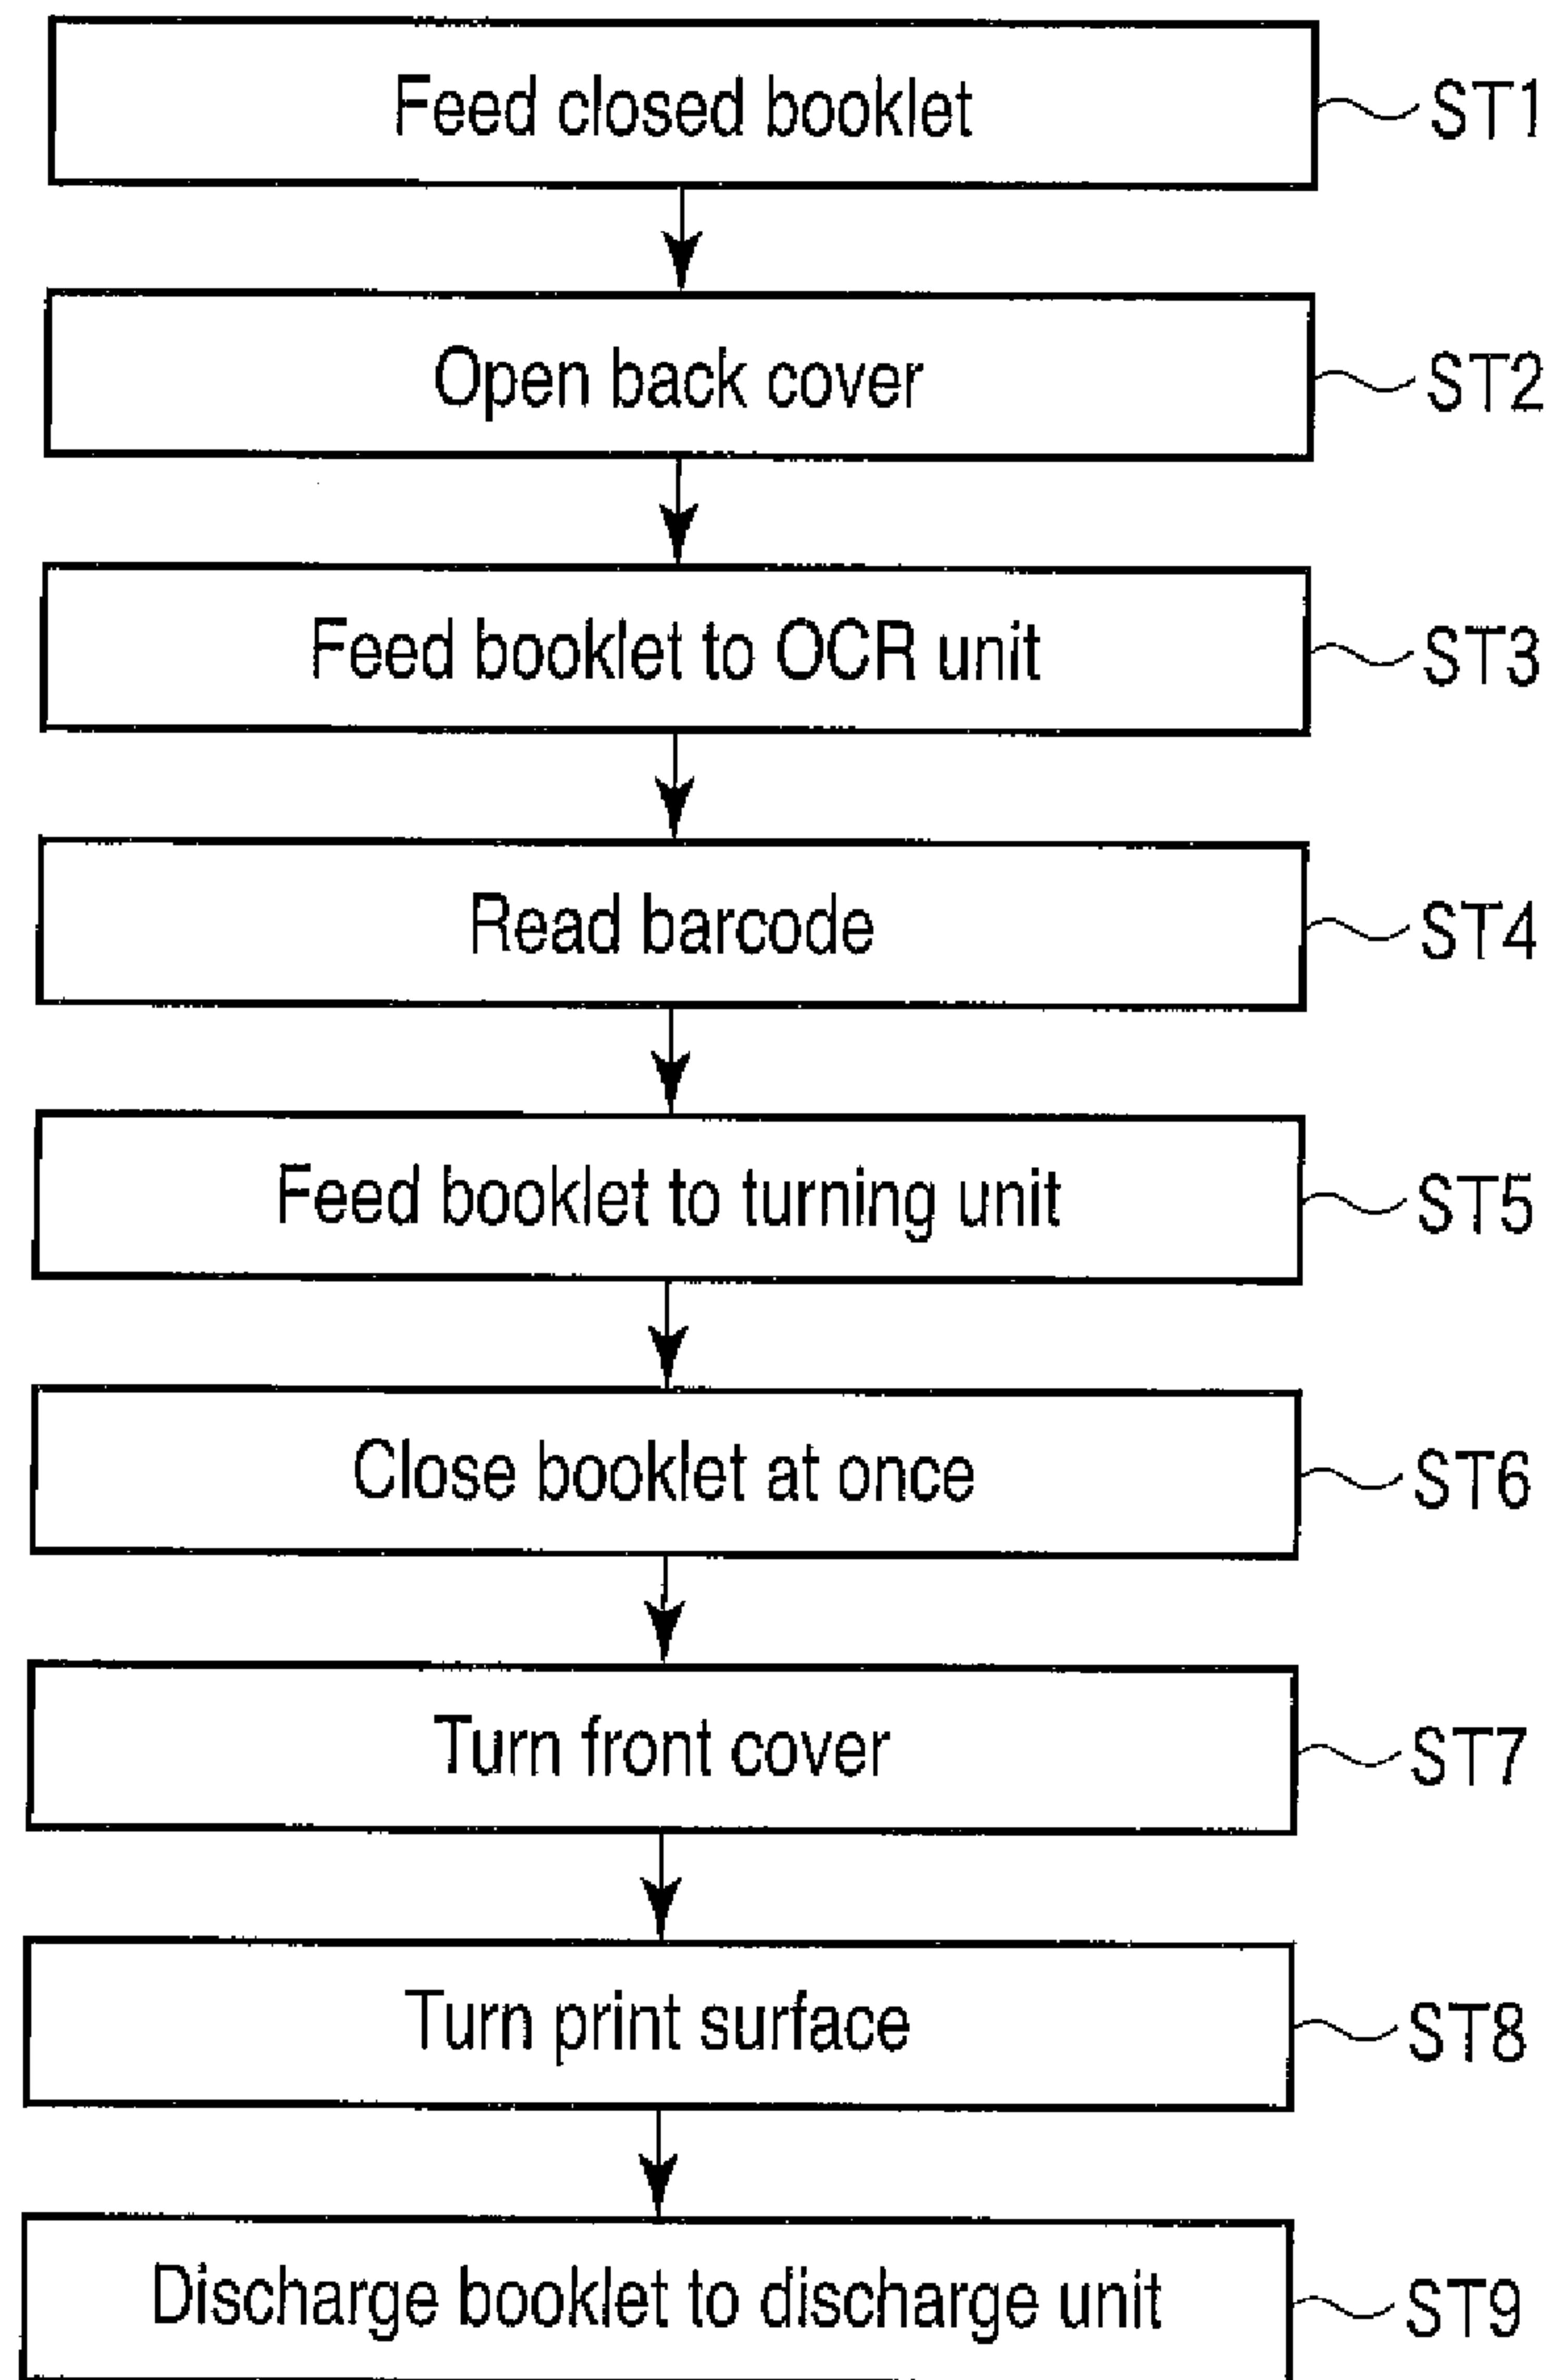 Feed closed booklet ST1
Open back cover ST2
Feed booklet to OCR unit ST3
Read barcode ST4
Feed booklet to turning unit ST5
Close booklet at once ST6
Turn front cover ST7
Turn print surface ST8
Discharge booklet to discharge unit ST9